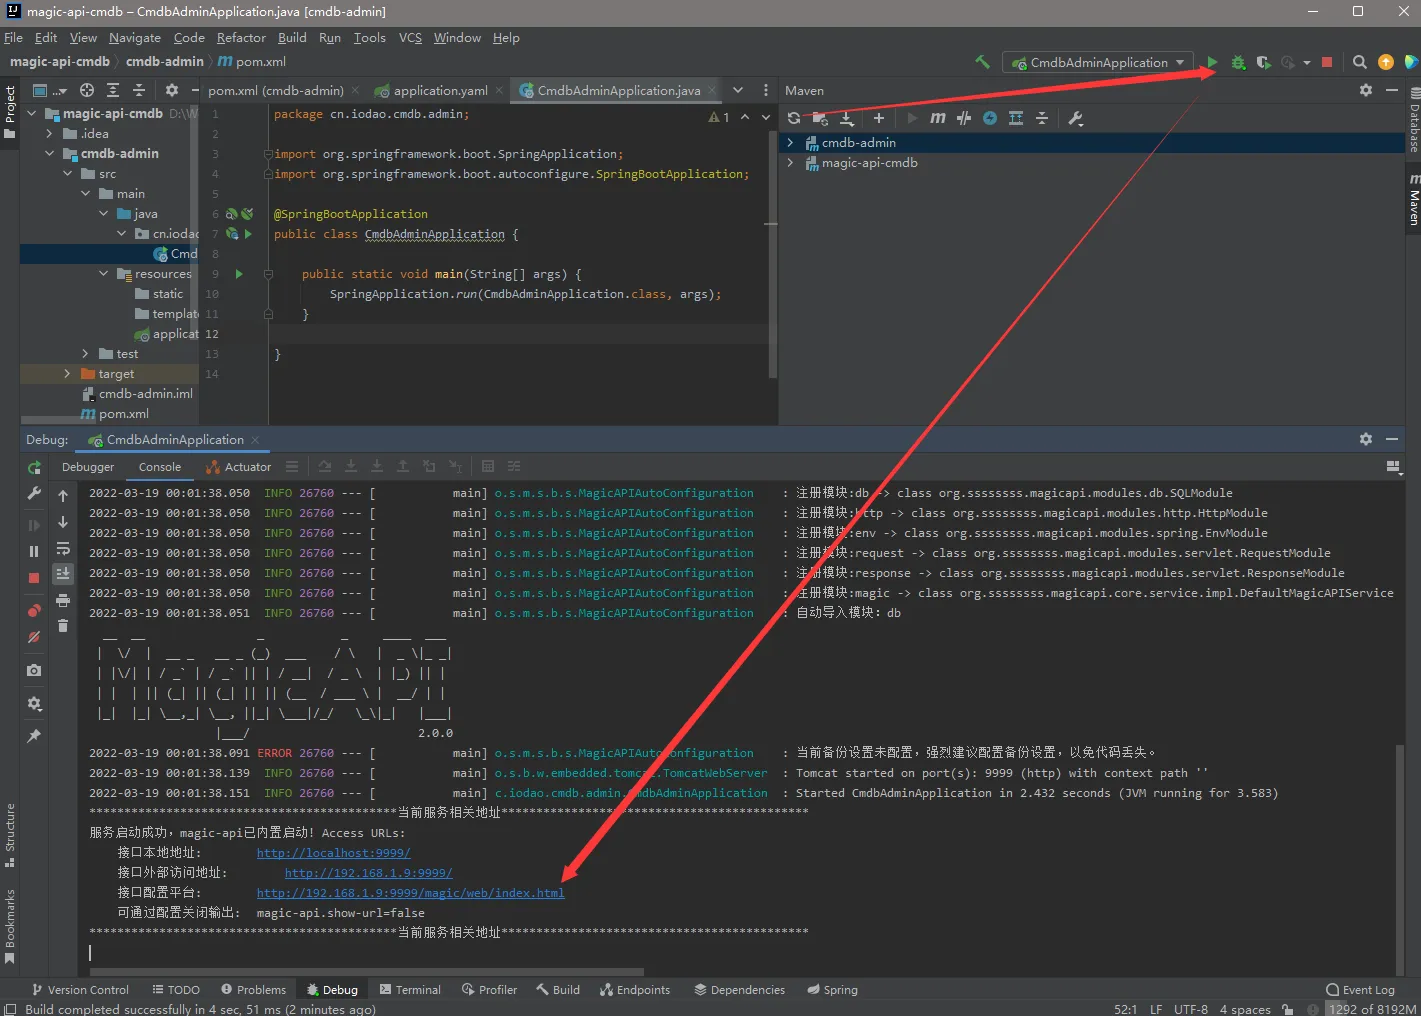 magic-api-cmdb – CmdbAdminApplication.java [cmdb-admin]
File Edit View Navigate Code Refactor Build Run Tools VCS Window Help
magic-api-cmdb cmdb-admin pom.xml
CmdbAdminApplication
Project
pom.xml (cmdb-admin) application.yaml CmdbAdminApplication.java
Maven
magic-api-cmdb D:\W
.idea
cmdb-admin
src
main
java
cn.iodao
Cmd
resources
static
templat
applicat
test
target
cmdb-admin.iml
pom.xml
1 package cn.iodao.cmdb.admin;
2
3 import org.springframework.boot.SpringApplication;
4 import org.springframework.boot.autoconfigure.SpringBootApplication;
5
6 @SpringBootApplication
7 public class CmdbAdminApplication {
8
9 public static void main(String[] args) {
10 SpringApplication.run(CmdbAdminApplication.class, args);
11 }
12
13 }
14
1
cmdb-admin
magic-api-cmdb
Database
Maven
Debug: CmdbAdminApplication
Debugger Console Actuator
2022-03-19 00:01:38.050 INFO 26760 --- [ main] o.s.m.s.b.s.MagicAPIAutoConfiguration : 注册模块:db -> class org.ssssssss.magicapi.modules.db.SQLModule
2022-03-19 00:01:38.050 INFO 26760 --- [ main] o.s.m.s.b.s.MagicAPIAutoConfiguration : 注册模块:http -> class org.ssssssss.magicapi.modules.http.HttpModule
2022-03-19 00:01:38.050 INFO 26760 --- [ main] o.s.m.s.b.s.MagicAPIAutoConfiguration : 注册模块:env -> class org.ssssssss.magicapi.modules.spring.EnvModule
2022-03-19 00:01:38.050 INFO 26760 --- [ main] o.s.m.s.b.s.MagicAPIAutoConfiguration : 注册模块:request -> class org.ssssssss.magicapi.modules.servlet.RequestModule
2022-03-19 00:01:38.050 INFO 26760 --- [ main] o.s.m.s.b.s.MagicAPIAutoConfiguration : 注册模块:response -> class org.ssssssss.magicapi.modules.servlet.ResponseModule
2022-03-19 00:01:38.050 INFO 26760 --- [ main] o.s.m.s.b.s.MagicAPIAutoConfiguration : 注册模块:magic -> class org.ssssssss.magicapi.core.service.impl.DefaultMagicAPIService
2022-03-19 00:01:38.051 INFO 26760 --- [ main] o.s.m.s.b.s.MagicAPIAutoConfiguration : 自动导入模块：db
MagicAPI
2.0.0
2022-03-19 00:01:38.091 ERROR 26760 --- [ main] o.s.m.s.b.s.MagicAPIAutoConfiguration : 当前备份设置未配置，强烈建议配置备份设置，以免代码丢失。
2022-03-19 00:01:38.139 INFO 26760 --- [ main] o.s.b.w.embedded.tomcat.TomcatWebServer : Tomcat started on port(s): 9999 (http) with context path ''
2022-03-19 00:01:38.151 INFO 26760 --- [ main] c.iodao.cmdb.admin.CmdbAdminApplication : Started CmdbAdminApplication in 2.432 seconds (JVM running for 3.583)
********************************************当前服务相关地址********************************************
服务启动成功，magic-api已内置启动! Access URLs:
接口本地地址: http://localhost:9999/
接口外部访问地址: http://192.168.1.9:9999/
接口配置平台: http://192.168.1.9:9999/magic/web/index.html
可通过配置关闭输出: magic-api.show-url=false
********************************************当前服务相关地址********************************************
Structure
Bookmarks
Version Control TODO Problems Debug Terminal Profiler Build Endpoints Dependencies Spring Event Log
Build completed successfully in 4 sec, 51 ms (2 minutes ago) 52:1 LF UTF-8 4 spaces 1292 of 8192M